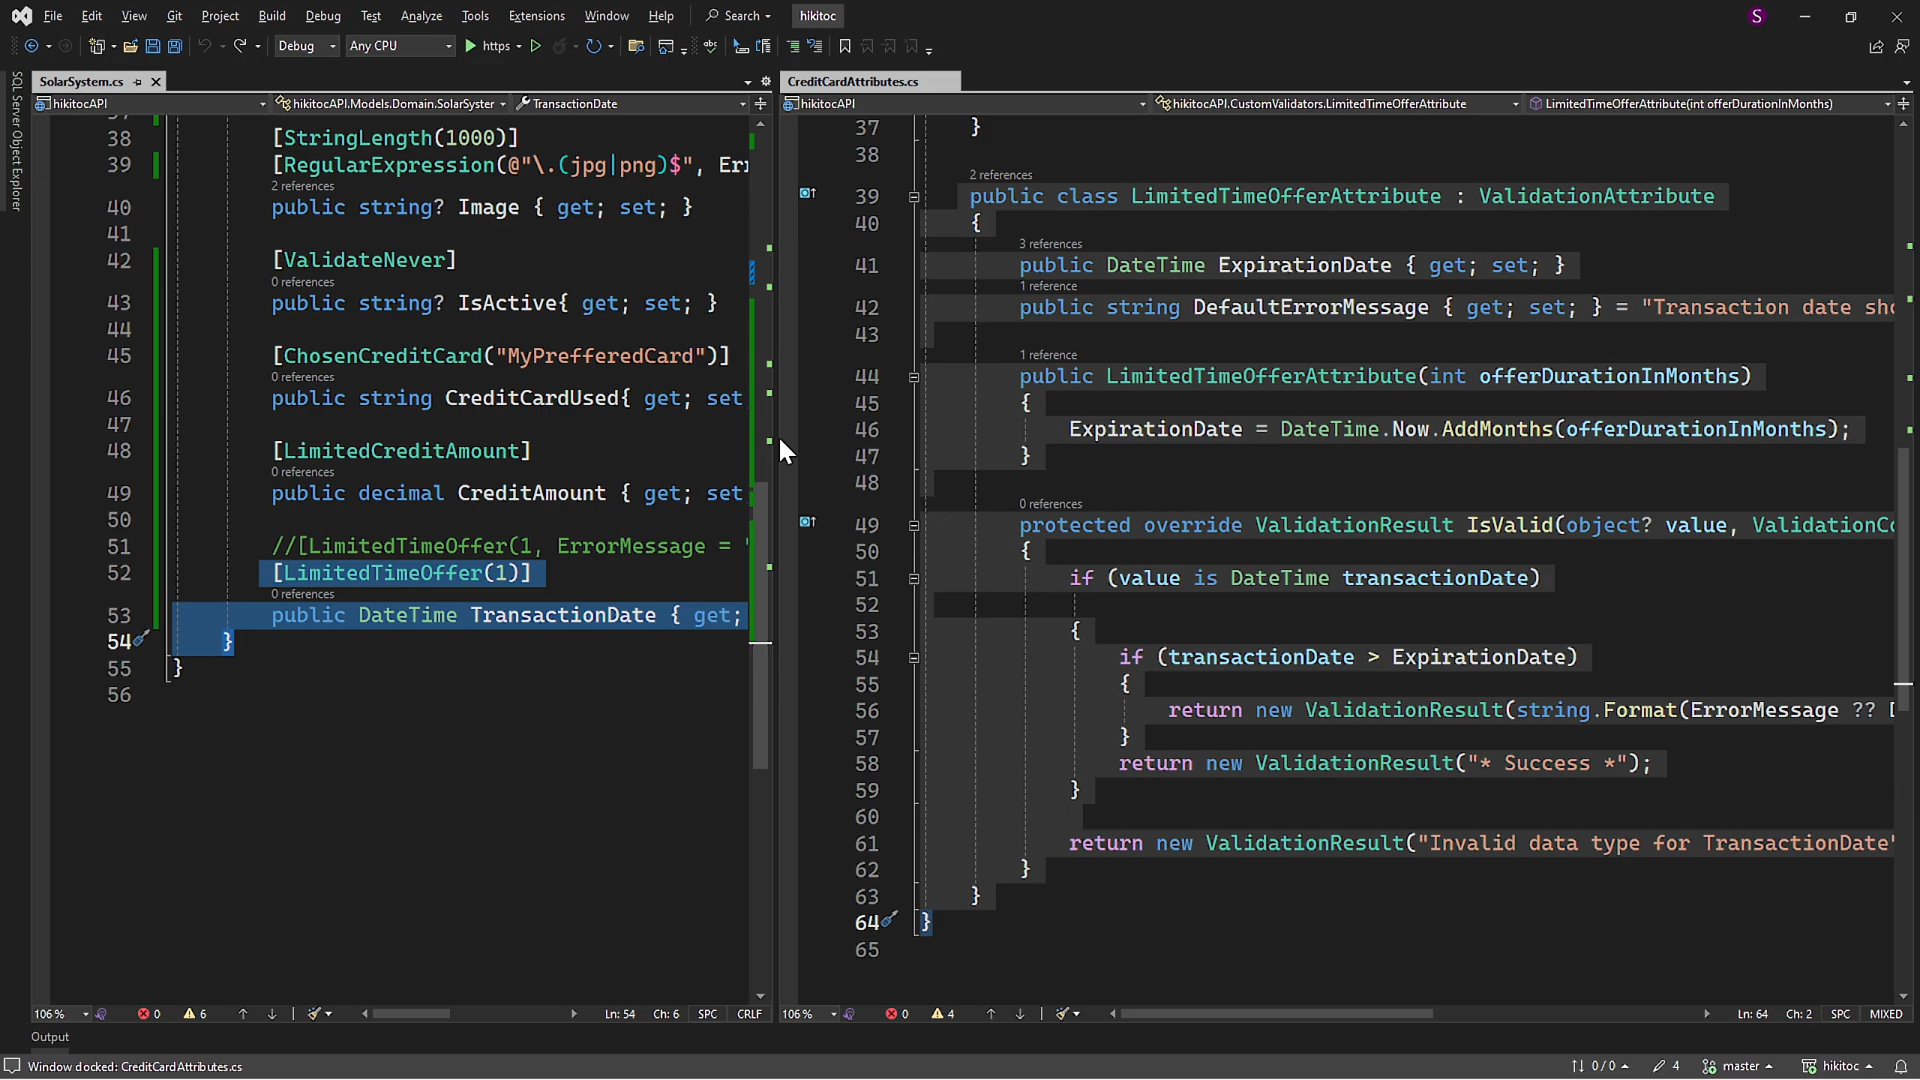 File Edit View Git Project Build Debug Test Analyze Tools Extensions Window Help Search hikitoc S
Debug Any CPU https
SQL Server Object Explorer
SolarSystem.cs
hikitocAPI hikitocAPI.Models.Domain.SolarSyster TransactionDate
38 [StringLength(1000)]
39 [RegularExpression(@"\.(jpg|png)$", Err
2 references
40 public string? Image { get; set; }
41
42 [ValidateNever]
0 references
43 public string? IsActive{ get; set; }
44
45 [ChosenCreditCard("MyPrefferedCard")]
0 references
46 public string CreditCardUsed{ get; set
47
48 [LimitedCreditAmount]
0 references
49 public decimal CreditAmount { get; set
50
51 //[LimitedTimeOffer(1, ErrorMessage = "
52 [LimitedTimeOffer(1)]
0 references
53 public DateTime TransactionDate { get;
54 }
55 }
56
106 % 0 6 Ln: 54 Ch: 6 SPC CRLF
CreditCardAttributes.cs
hikitocAPI hikitocAPI.CustomValidators.LimitedTimeOfferAttribute LimitedTimeOfferAttribute(int offerDurationInMonths)
37 }
38
2 references
39 public class LimitedTimeOfferAttribute : ValidationAttribute
40 {
3 references
41 public DateTime ExpirationDate { get; set; }
1 reference
42 public string DefaultErrorMessage { get; set; } = "Transaction date sho
43
1 reference
44 public LimitedTimeOfferAttribute(int offerDurationInMonths)
45 {
46 ExpirationDate = DateTime.Now.AddMonths(offerDurationInMonths);
47 }
48
0 references
49 protected override ValidationResult IsValid(object? value, ValidationCo
50 {
51 if (value is DateTime transactionDate)
52
53 {
54 if (transactionDate > ExpirationDate)
55 {
56 return new ValidationResult(string.Format(ErrorMessage ?? D
57 }
58 return new ValidationResult("* Success *");
59 }
60
61 return new ValidationResult("Invalid data type for TransactionDate"
62 }
63 }
64 }
65
106 % 0 4 Ln: 64 Ch: 2 SPC MIXED
Output
Window docked: CreditCardAttributes.cs 0 / 0 4 master hikitoc